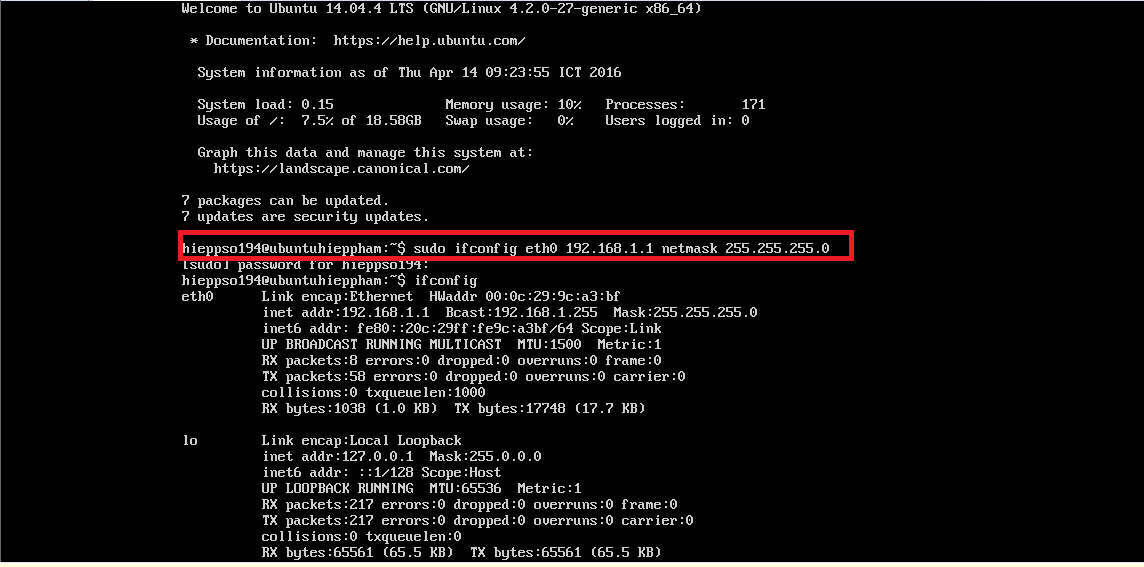 Welcome to Ubuntu 14.04.4 LTS (GNU/Linux 4.2.0-27-generic x86_64)
* Documentation:  https://help.ubuntu.com/
System information as of Thu Apr 14 09:23:55 ICT 2016
System load: 0.15              Memory usage: 10%   Processes:       171
Usage of /:  7.5% of 18.58GB   Swap usage:   0%    Users logged in: 0
Graph this data and manage this system at:
https://landscape.canonical.com/
7 packages can be updated.
7 updates are security updates.
hieppso194@ubuntuhieppham:~$ sudo ifconfig eth0 192.168.1.1 netmask 255.255.255.0
[sudo] password for hieppso194:
hieppso194@ubuntuhieppham:~$ ifconfig
eth0      Link encap:Ethernet  HWaddr 00:0c:29:9c:a3:bf
inet addr:192.168.1.1  Bcast:192.168.1.255  Mask:255.255.255.0
inet6 addr: fe80::20c:29ff:fe9c:a3bf/64 Scope:Link
UP BROADCAST RUNNING MULTICAST  MTU:1500  Metric:1
RX packets:8 errors:0 dropped:0 overruns:0 frame:0
TX packets:58 errors:0 dropped:0 overruns:0 carrier:0
collisions:0 txqueuelen:1000
RX bytes:1038 (1.0 KB)  TX bytes:17748 (17.7 KB)
lo        Link encap:Local Loopback
inet addr:127.0.0.1  Mask:255.0.0.0
inet6 addr: ::1/128 Scope:Host
UP LOOPBACK RUNNING  MTU:65536  Metric:1
RX packets:217 errors:0 dropped:0 overruns:0 frame:0
TX packets:217 errors:0 dropped:0 overruns:0 carrier:0
collisions:0 txqueuelen:0
RX bytes:65561 (65.5 KB)  TX bytes:65561 (65.5 KB)